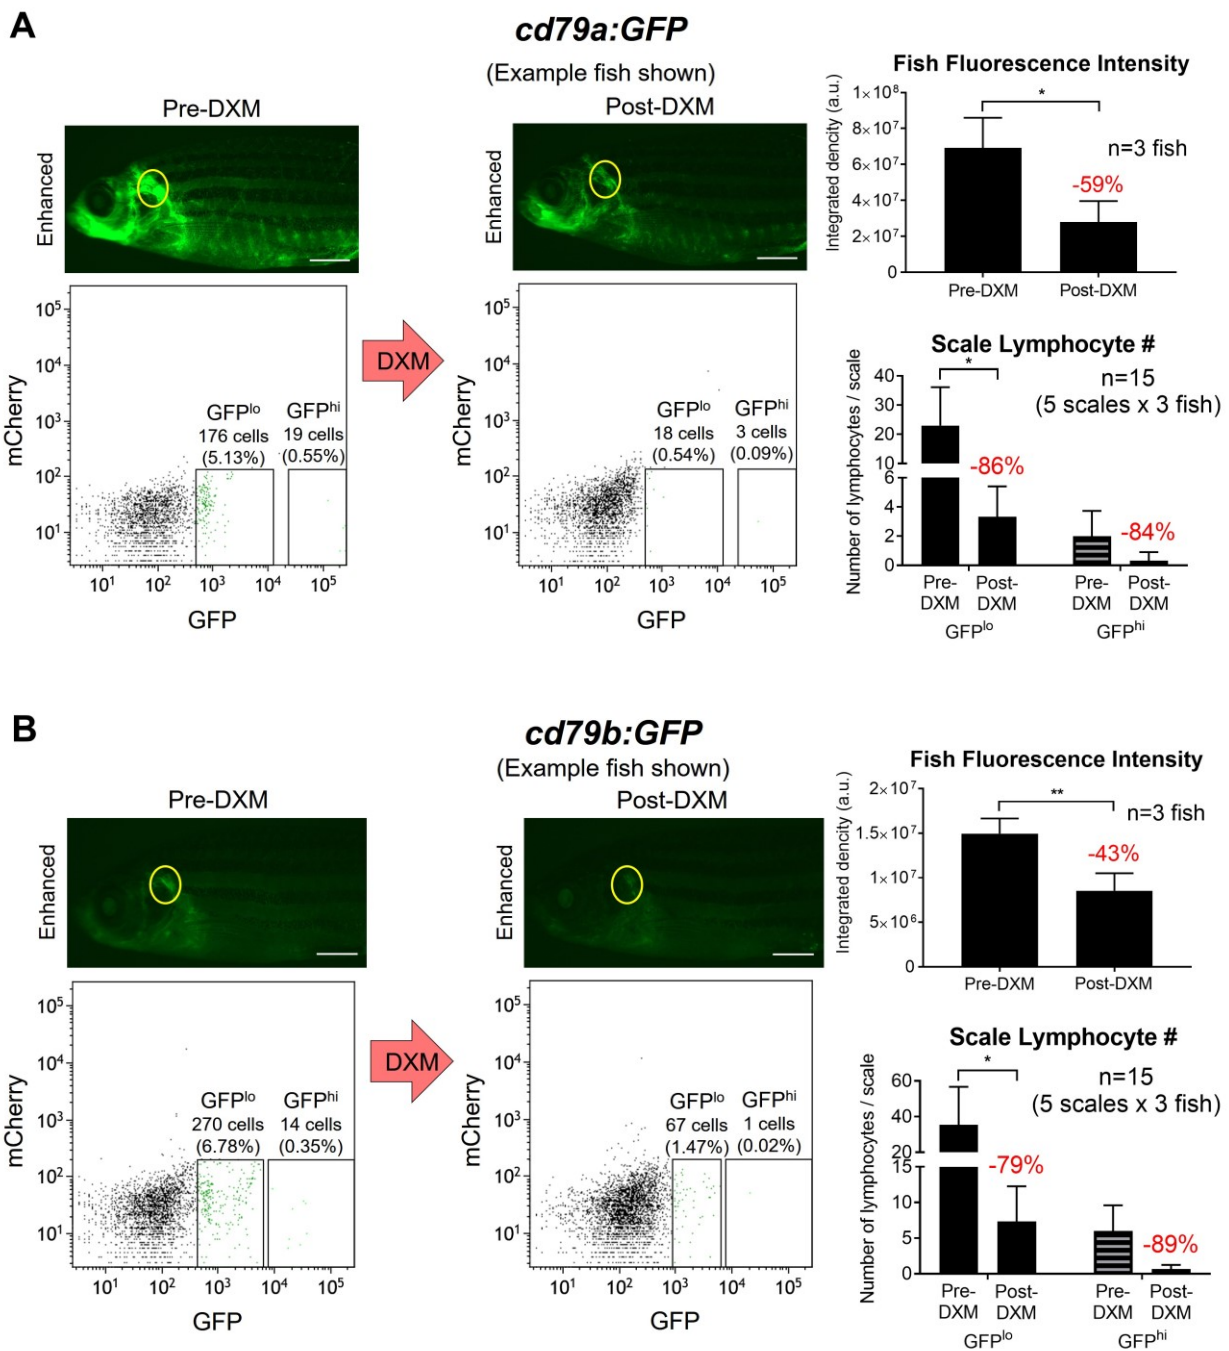 A
cd79a:GFP
(Example fish shown)
Pre-DXM
Post-DXM
Enhanced
Enhanced
mCherry
10⁵
10⁴
10³
10²
10¹
GFPˡᵒ
176 cells
(5.13%)
GFPʰⁱ
19 cells
(0.55%)
10¹ 10² 10³ 10⁴ 10⁵
GFP
DXM
mCherry
10⁵
10⁴
10³
10²
10¹
GFPˡᵒ
18 cells
(0.54%)
GFPʰⁱ
3 cells
(0.09%)
10¹ 10² 10³ 10⁴ 10⁵
GFP
Fish Fluorescence Intensity
Integrated dencity (a.u.)
1×10⁸
8×10⁷
6×10⁷
4×10⁷
2×10⁷
0
*
n=3 fish
-59%
Pre-DXM Post-DXM
Scale Lymphocyte #
Number of lymphocytes / scale
40
30
20
10
6
4
2
0
*
n=15
(5 scales x 3 fish)
-86%
-84%
Pre-DXM
Post-DXM
Pre-DXM
Post-DXM
GFPˡᵒ
GFPʰⁱ
B
cd79b:GFP
(Example fish shown)
Pre-DXM
Post-DXM
Enhanced
Enhanced
mCherry
10⁵
10⁴
10³
10²
10¹
GFPˡᵒ
270 cells
(6.78%)
GFPʰⁱ
14 cells
(0.35%)
10¹ 10² 10³ 10⁴ 10⁵
GFP
DXM
mCherry
10⁵
10⁴
10³
10²
10¹
GFPˡᵒ
67 cells
(1.47%)
GFPʰⁱ
1 cells
(0.02%)
10¹ 10² 10³ 10⁴ 10⁵
GFP
Fish Fluorescence Intensity
Integrated dencity (a.u.)
2×10⁷
1.5×10⁷
1×10⁷
5×10⁶
0
**
n=3 fish
-43%
Pre-DXM Post-DXM
Scale Lymphocyte #
Number of lymphocytes / scale
60
40
20
15
10
5
0
*
n=15
(5 scales x 3 fish)
-79%
-89%
Pre-DXM
Post-DXM
Pre-DXM
Post-DXM
GFPˡᵒ
GFPʰⁱ